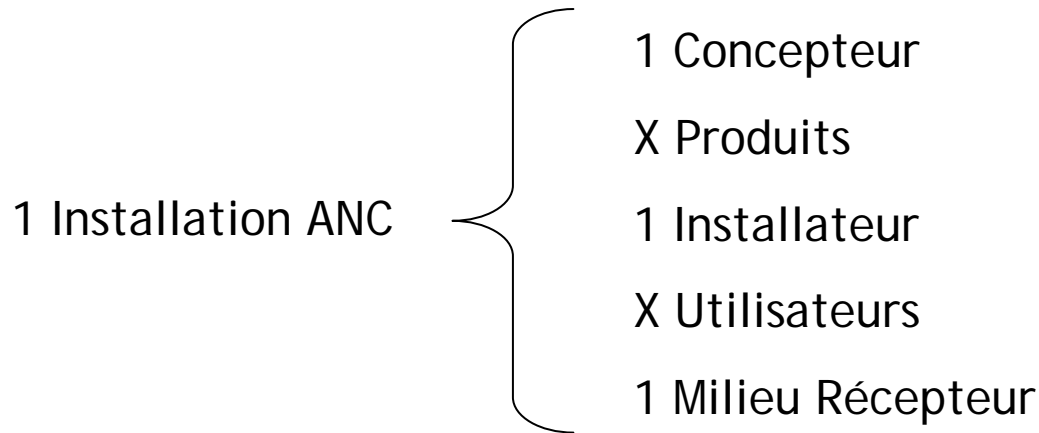 1 Concepteur
X Produits
1 Installation ANC
1 Installateur
X Utilisateurs
1 Milieu Récepteur